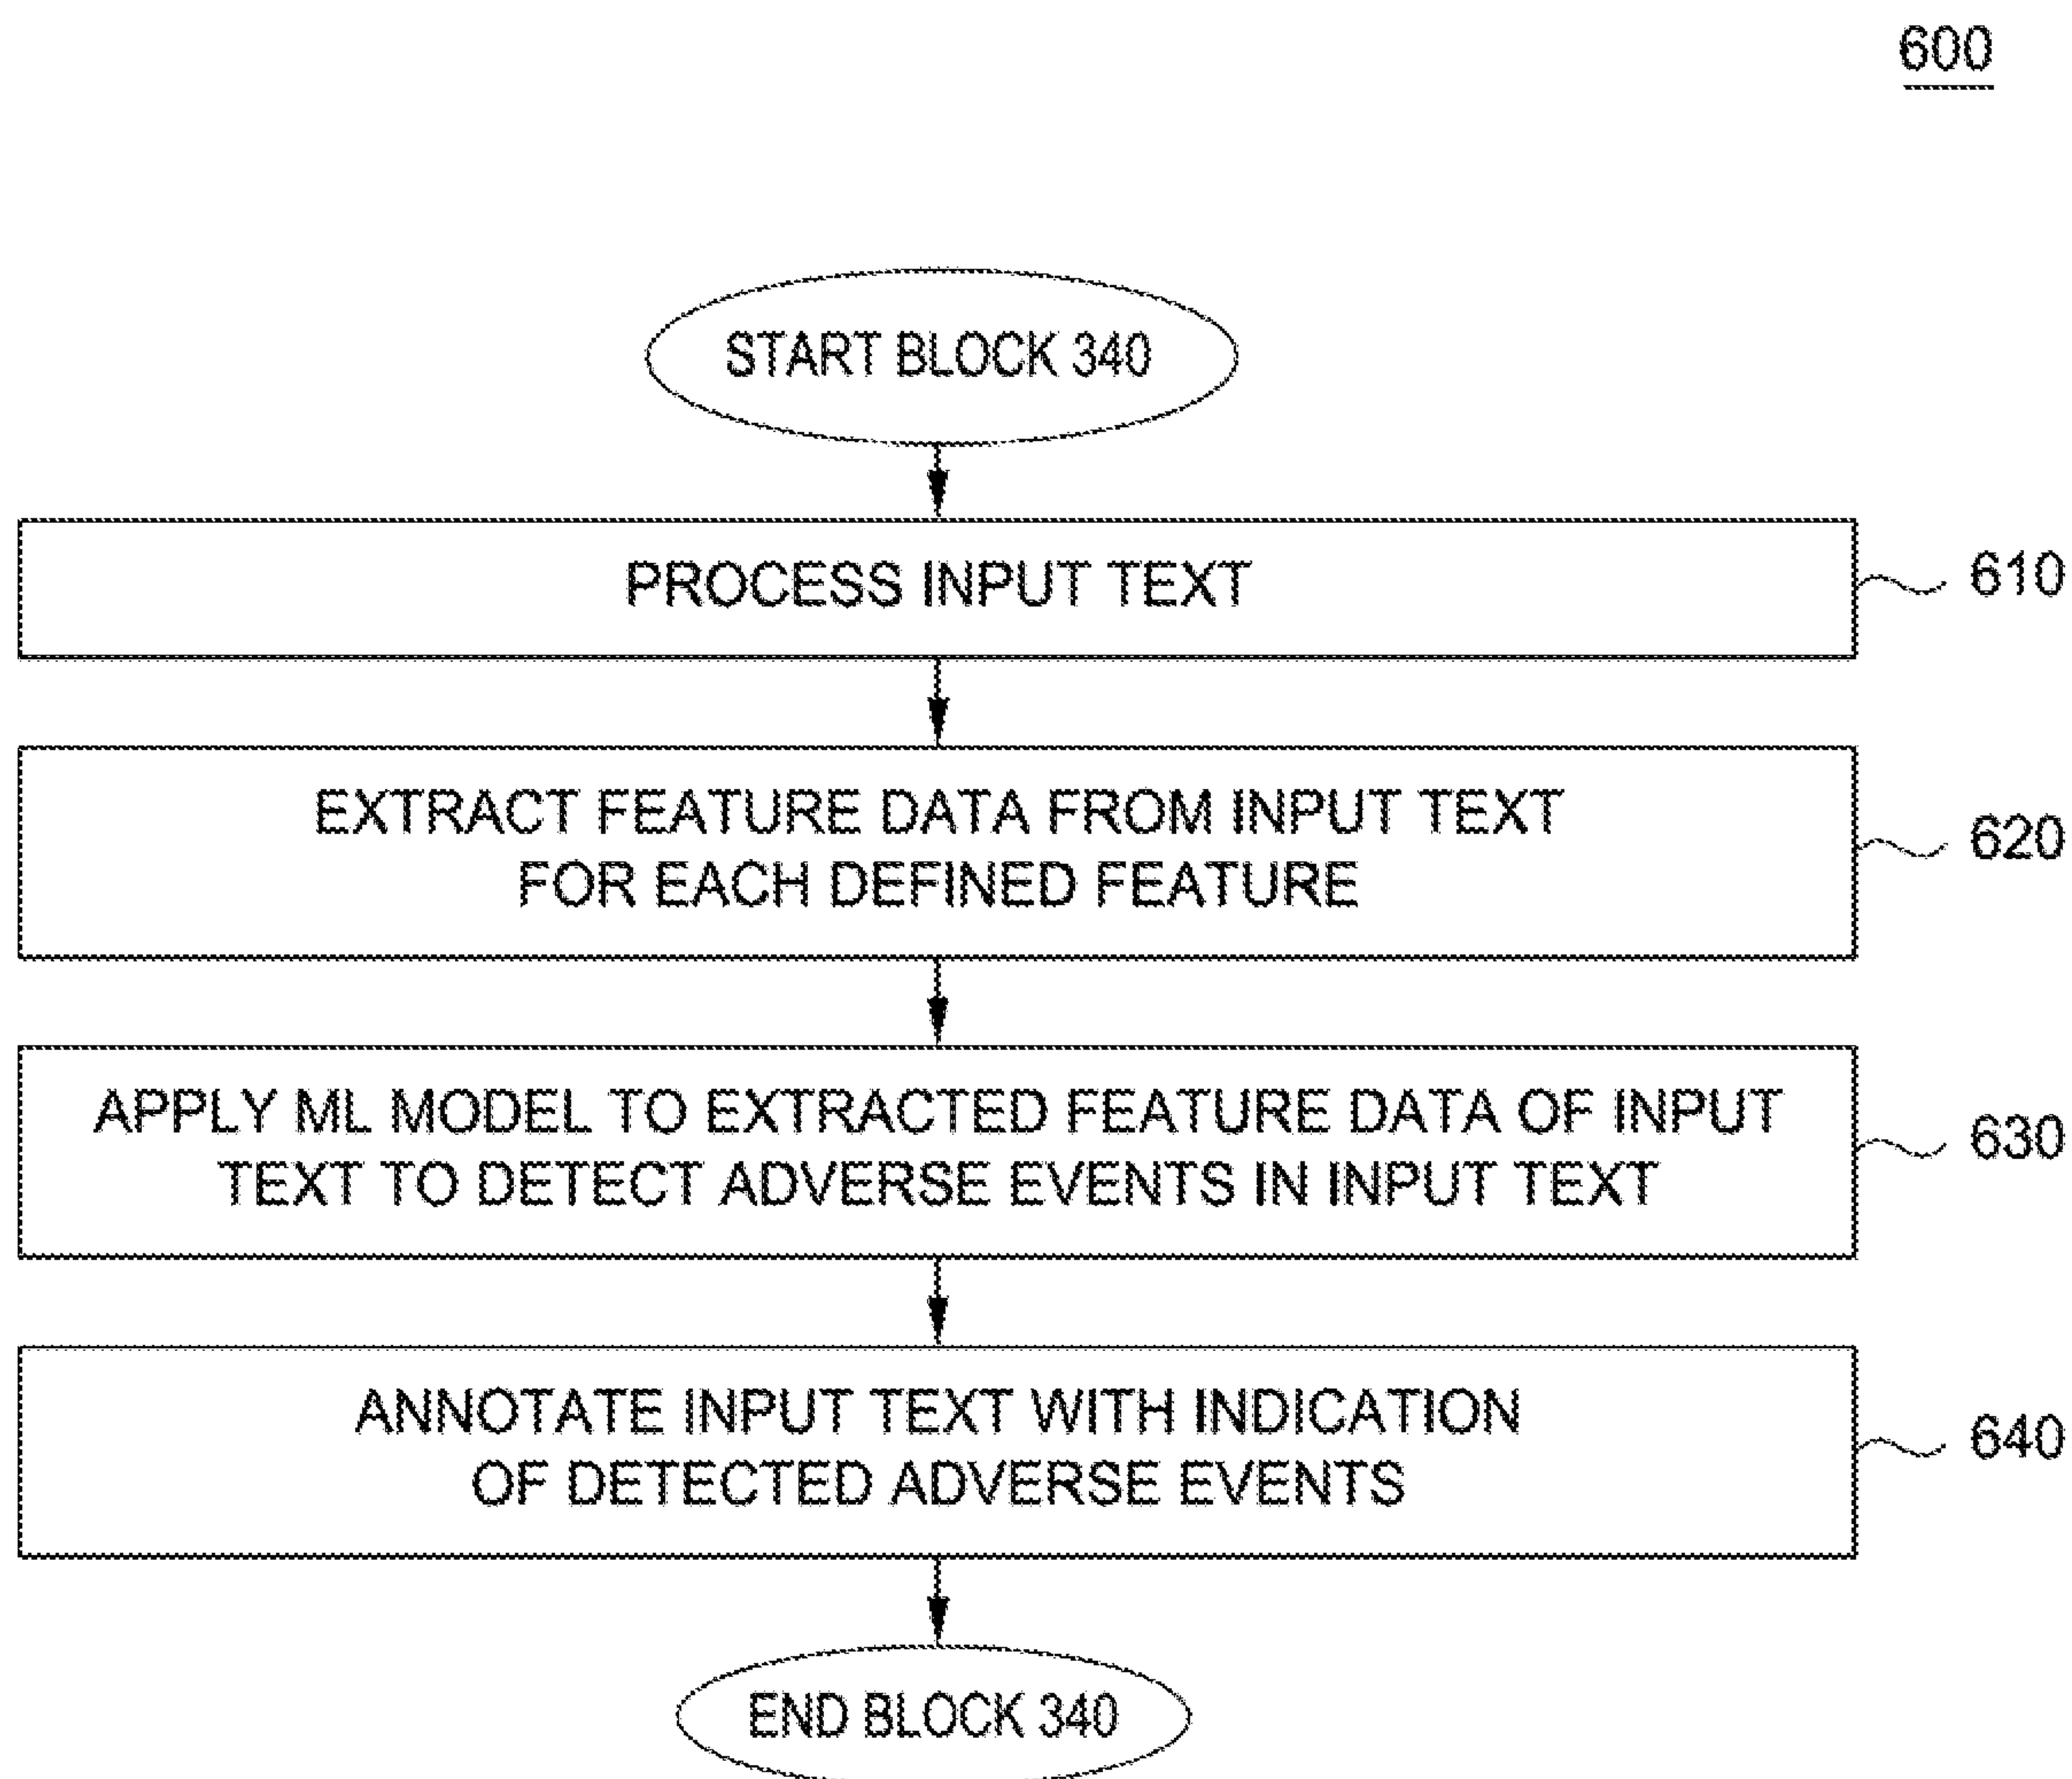 600
START BLOCK 340
PROCESS INPUT TEXT
610
EXTRACT FEATURE DATA FROM INPUT TEXT
FOR EACH DEFINED FEATURE
620
APPLY ML MODEL TO EXTRACTED FEATURE DATA OF INPUT
TEXT TO DETECT ADVERSE EVENTS IN INPUT TEXT
630
ANNOTATE INPUT TEXT WITH INDICATION
OF DETECTED ADVERSE EVENTS
640
END BLOCK 340